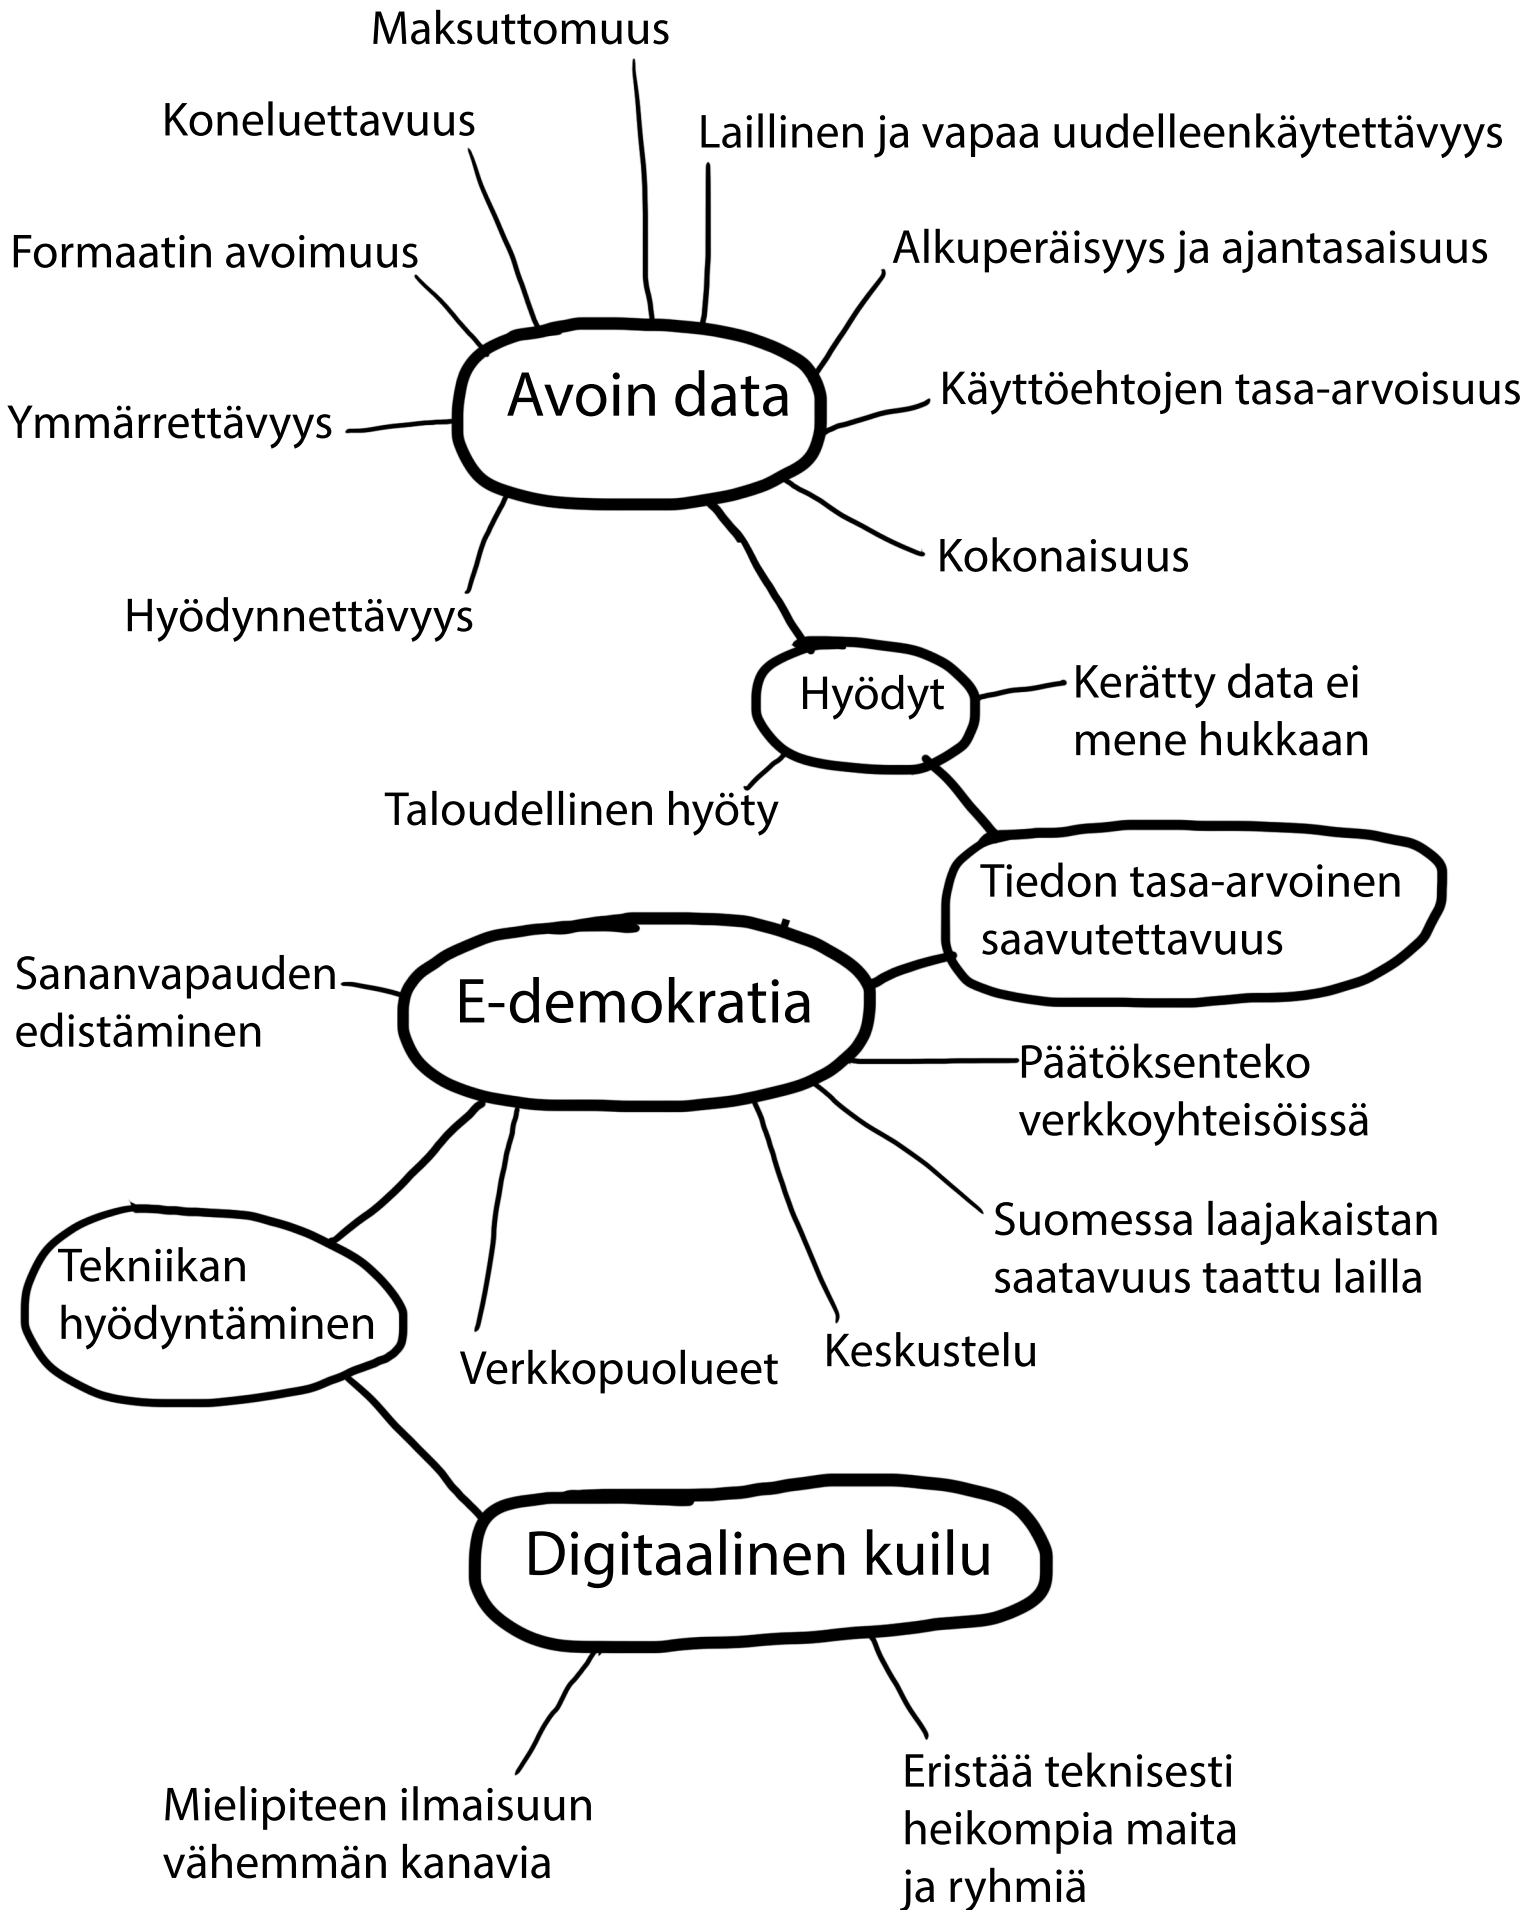 Maksuttomuus
Koneluettavuus
Laillinen ja vapaa uudelleenkäytettävyys
Formaatin avoimuus
Alkuperäisyys ja ajantasaisuus
Avoin data
Käyttöehtojen tasa-arvoisuus
Ymmärrettävyys
Kokonaisuus
Hyödynnettävyys
Hyödyt
Kerätty data ei
mene hukkaan
Taloudellinen hyöty
Tiedon tasa-arvoinen
saavutettavuus
E-demokratia
Sananvapauden
edistäminen
Päätöksenteko
verkkoyhteisöissä
Suomessa laajakaistan
saatavuus taattu lailla
Tekniikan
hyödyntäminen
Verkkopuolueet
Keskustelu
Digitaalinen kuilu
Mielipiteen ilmaisuun
vähemmän kanavia
Eristää teknisesti
heikompia maita
ja ryhmiä